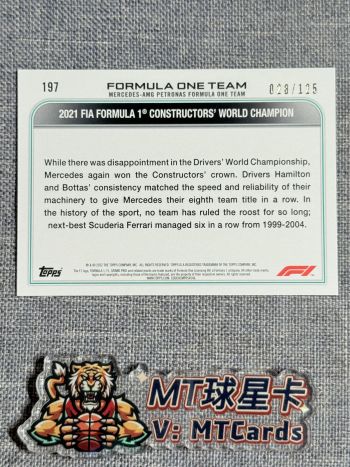 197
FORMULA ONE TEAM
MERCEDES-AMG PETRONAS FORMULA ONE TEAM
028/125
2021 FIA FORMULA 1® CONSTRUCTORS' WORLD CHAMPION
While there was disappointment in the Drivers' World Championship,
Mercedes again won the Constructors' crown. Drivers Hamilton
and Bottas' consistency matched the speed and reliability of their
machinery to give Mercedes their eighth team title in a row. In
the history of the sport, no team has ruled the roost for so long;
next-best Scuderia Ferrari managed six in a row from 1999-2004.
Topps
F1
MT球星卡
V: MTCards